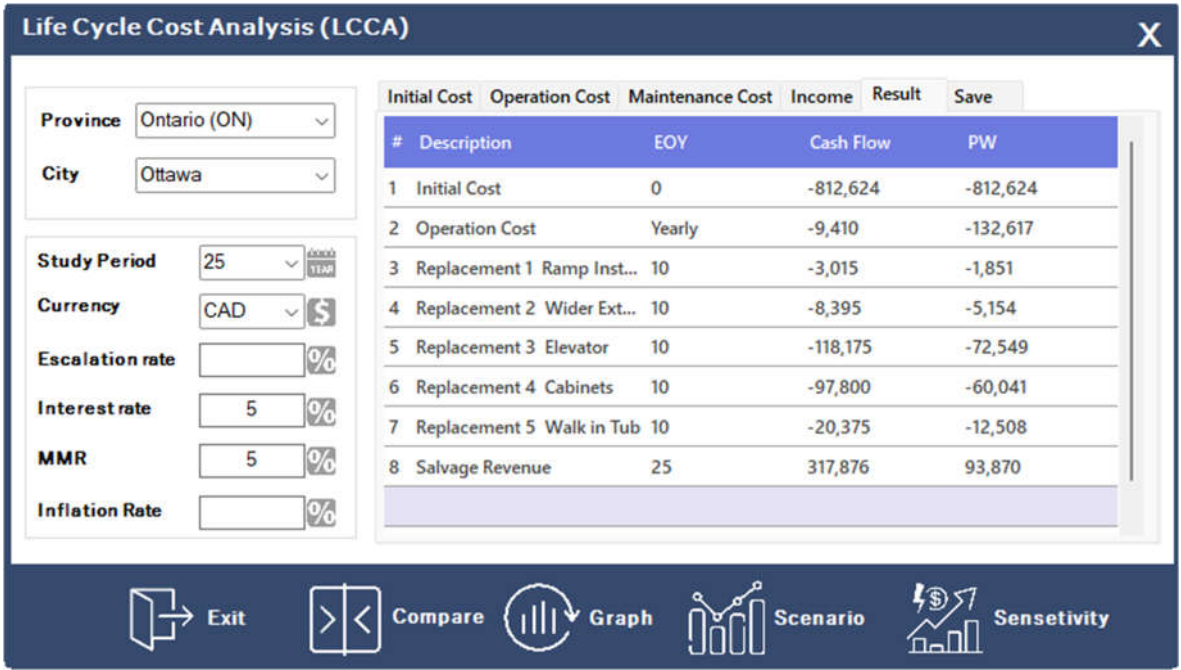 Life Cycle Cost Analysis (LCCA) X
Province Ontario (ON)
City Ottawa
Study Period 25 YEAR
Currency CAD $
Escalation rate %
Interest rate 5 %
MMR 5 %
Inflation Rate %
Initial Cost Operation Cost Maintenance Cost Income Result Save
# Description EOY Cash Flow PW
1 Initial Cost 0 -812,624 -812,624
2 Operation Cost Yearly -9,410 -132,617
3 Replacement 1 Ramp Inst... 10 -3,015 -1,851
4 Replacement 2 Wider Ext... 10 -8,395 -5,154
5 Replacement 3 Elevator 10 -118,175 -72,549
6 Replacement 4 Cabinets 10 -97,800 -60,041
7 Replacement 5 Walk in Tub 10 -20,375 -12,508
8 Salvage Revenue 25 317,876 93,870
Exit Compare Graph Scenario $ Sensetivity